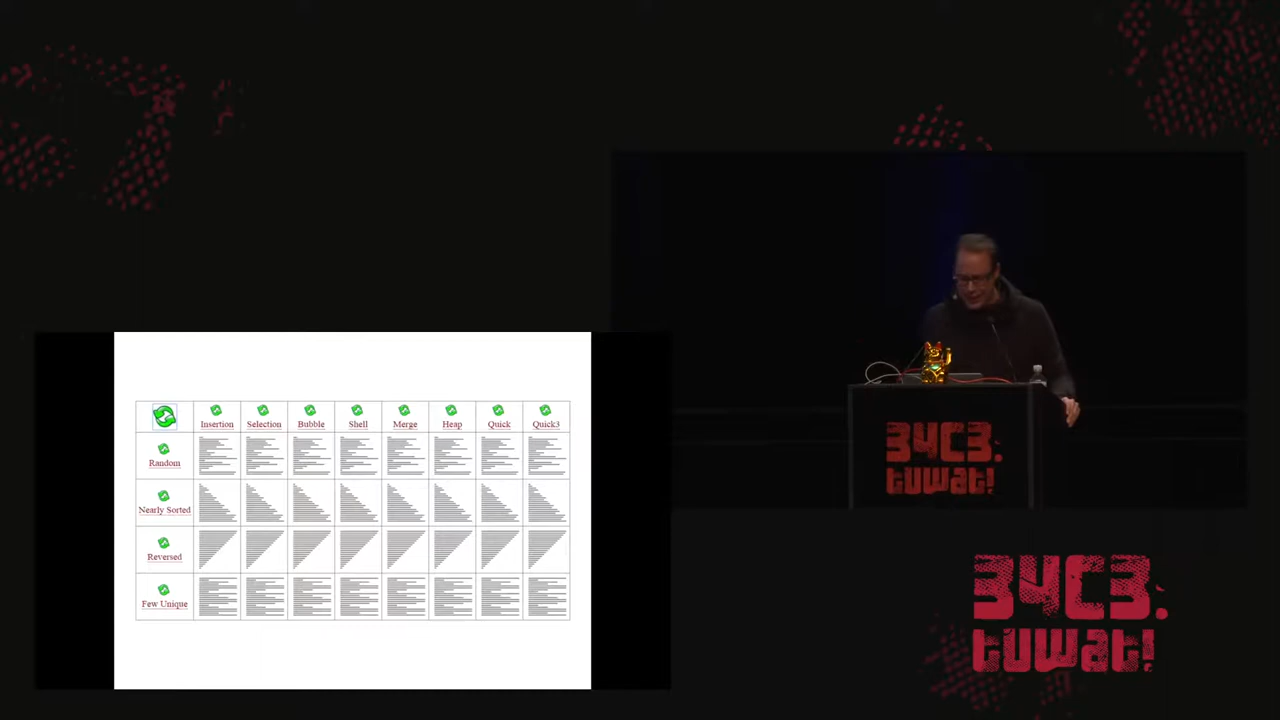 Insertion Selection Bubble Shell Merge Heap Quick Quick3
Random
Nearly Sorted
Reversed
Few Unique
34C3.
tuwat!
34C3.
tuwat!